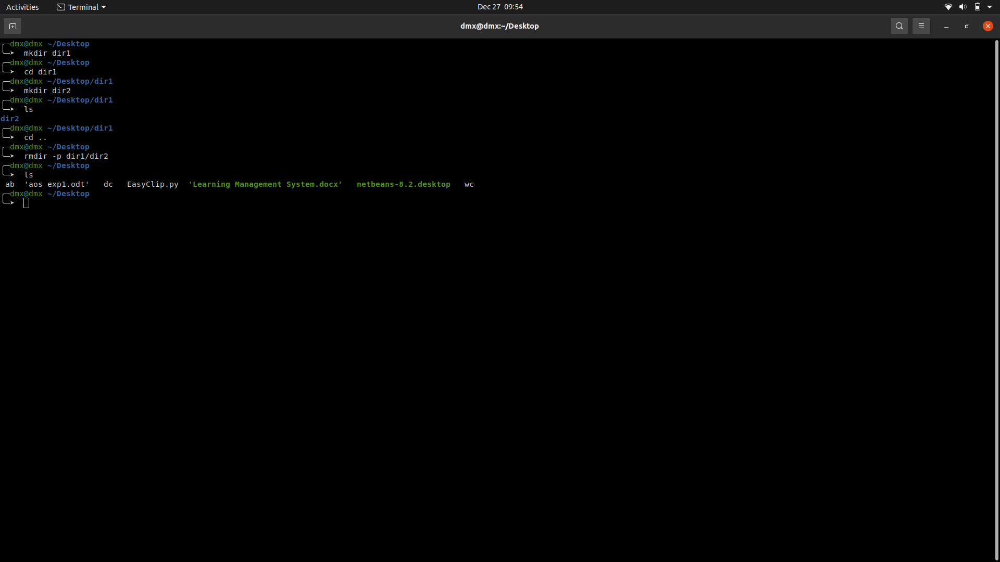 Activities Terminal Dec 27 09:54
dmx@dmx:~/Desktop
dmx@dmx ~/Desktop
mkdir dir1
dmx@dmx ~/Desktop
cd dir1
dmx@dmx ~/Desktop/dir1
mkdir dir2
dmx@dmx ~/Desktop/dir1
ls
dir2
dmx@dmx ~/Desktop/dir1
cd ..
dmx@dmx ~/Desktop
rmdir -p dir1/dir2
dmx@dmx ~/Desktop
ls
ab 'aos exp1.odt' dc EasyClip.py 'Learning Management System.docx' netbeans-8.2.desktop wc
dmx@dmx ~/Desktop